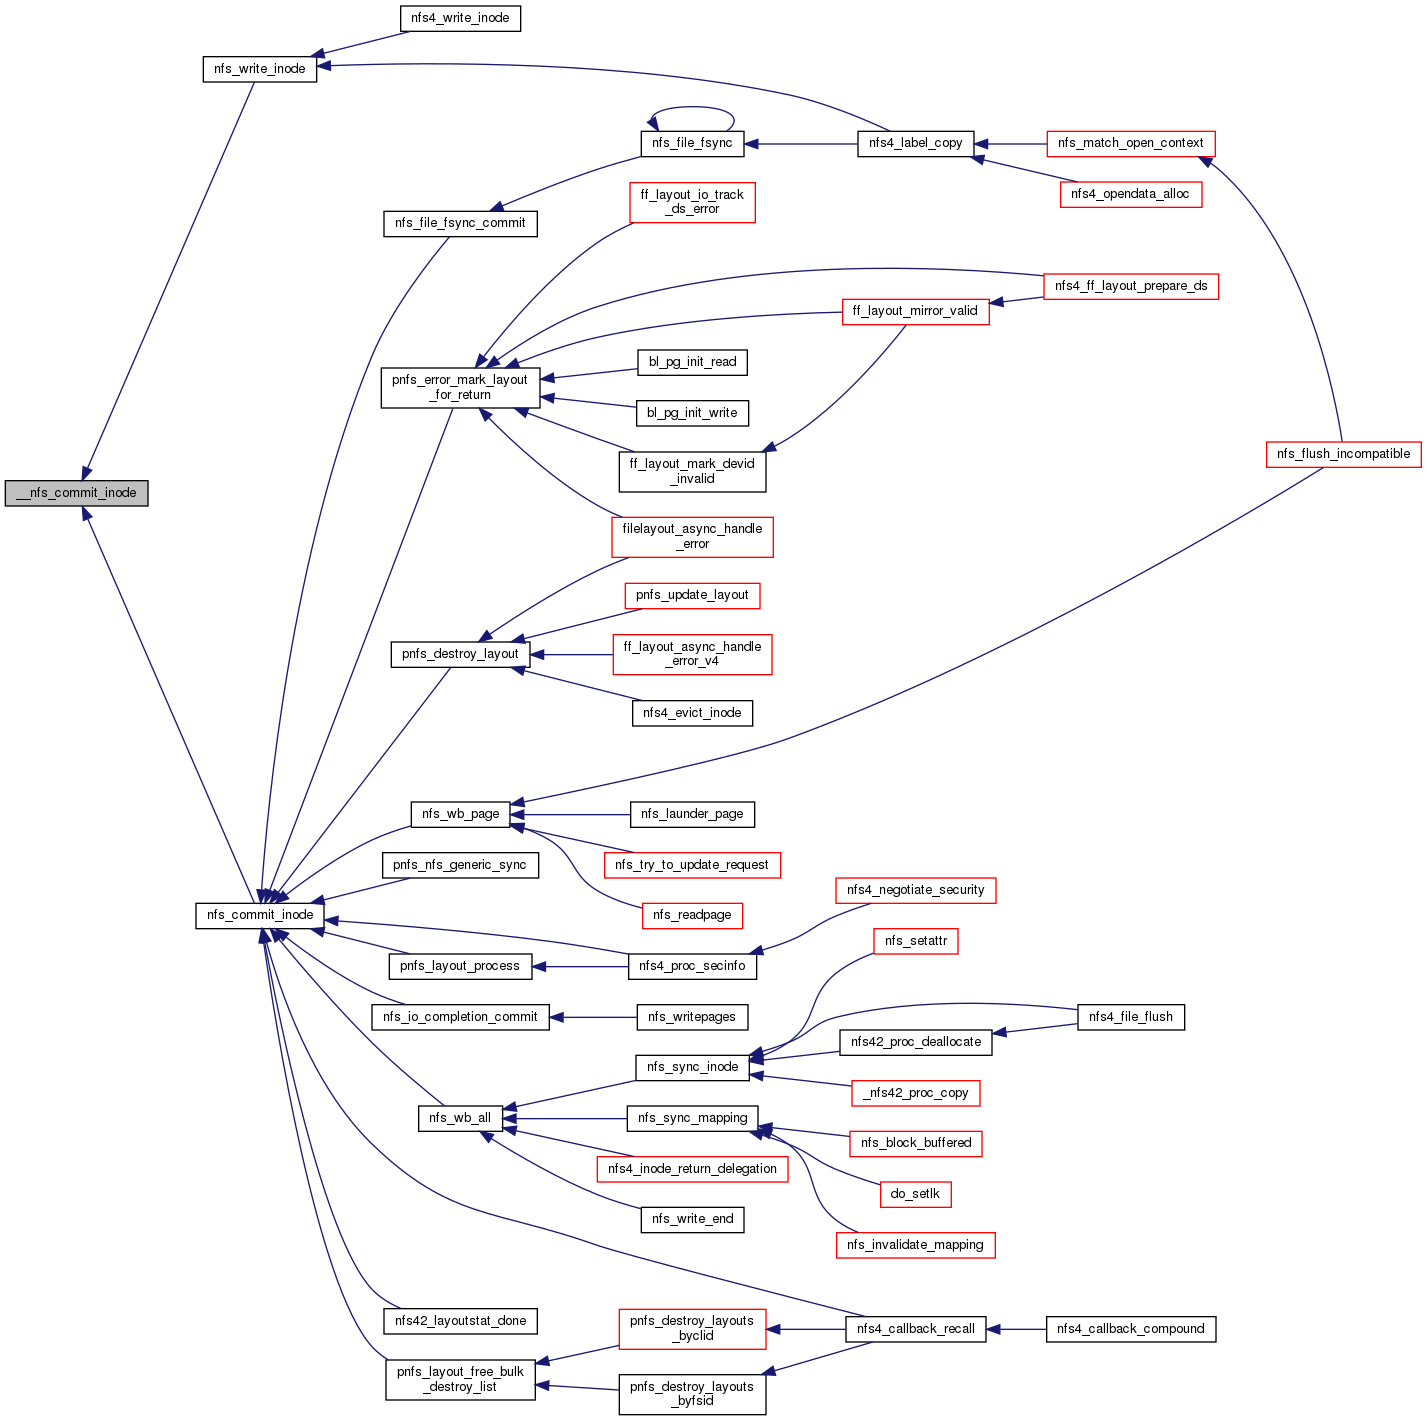 nfs4_write_inode
nfs_write_inode
nfs_file_fsync
nfs4_label_copy
nfs_match_open_context
nfs4_opendata_alloc
ff_layout_io_track
_ds_error
nfs_file_fsync_commit
nfs4_ff_layout_prepare_ds
ff_layout_mirror_valid
bl_pg_init_read
pnfs_error_mark_layout
_for_return
bl_pg_init_write
nfs_flush_incompatible
ff_layout_mark_devid
_invalid
__nfs_commit_inode
filelayout_async_handle
_error
pnfs_update_layout
pnfs_destroy_layout
ff_layout_async_handle
_error_v4
nfs4_evict_inode
nfs_wb_page
nfs_launder_page
pnfs_nfs_generic_sync
nfs_try_to_update_request
nfs4_negotiate_security
nfs_commit_inode
nfs_readpage
nfs_setattr
pnfs_layout_process
nfs4_proc_secinfo
nfs_io_completion_commit
nfs_writepages
nfs4_file_flush
nfs42_proc_deallocate
nfs_sync_inode
_nfs42_proc_copy
nfs_wb_all
nfs_sync_mapping
nfs_block_buffered
nfs4_inode_return_delegation
do_setlk
nfs_write_end
nfs_invalidate_mapping
nfs42_layoutstat_done
pnfs_destroy_layouts
_byclid
nfs4_callback_recall
nfs4_callback_compound
pnfs_layout_free_bulk
_destroy_list
pnfs_destroy_layouts
_byfsid